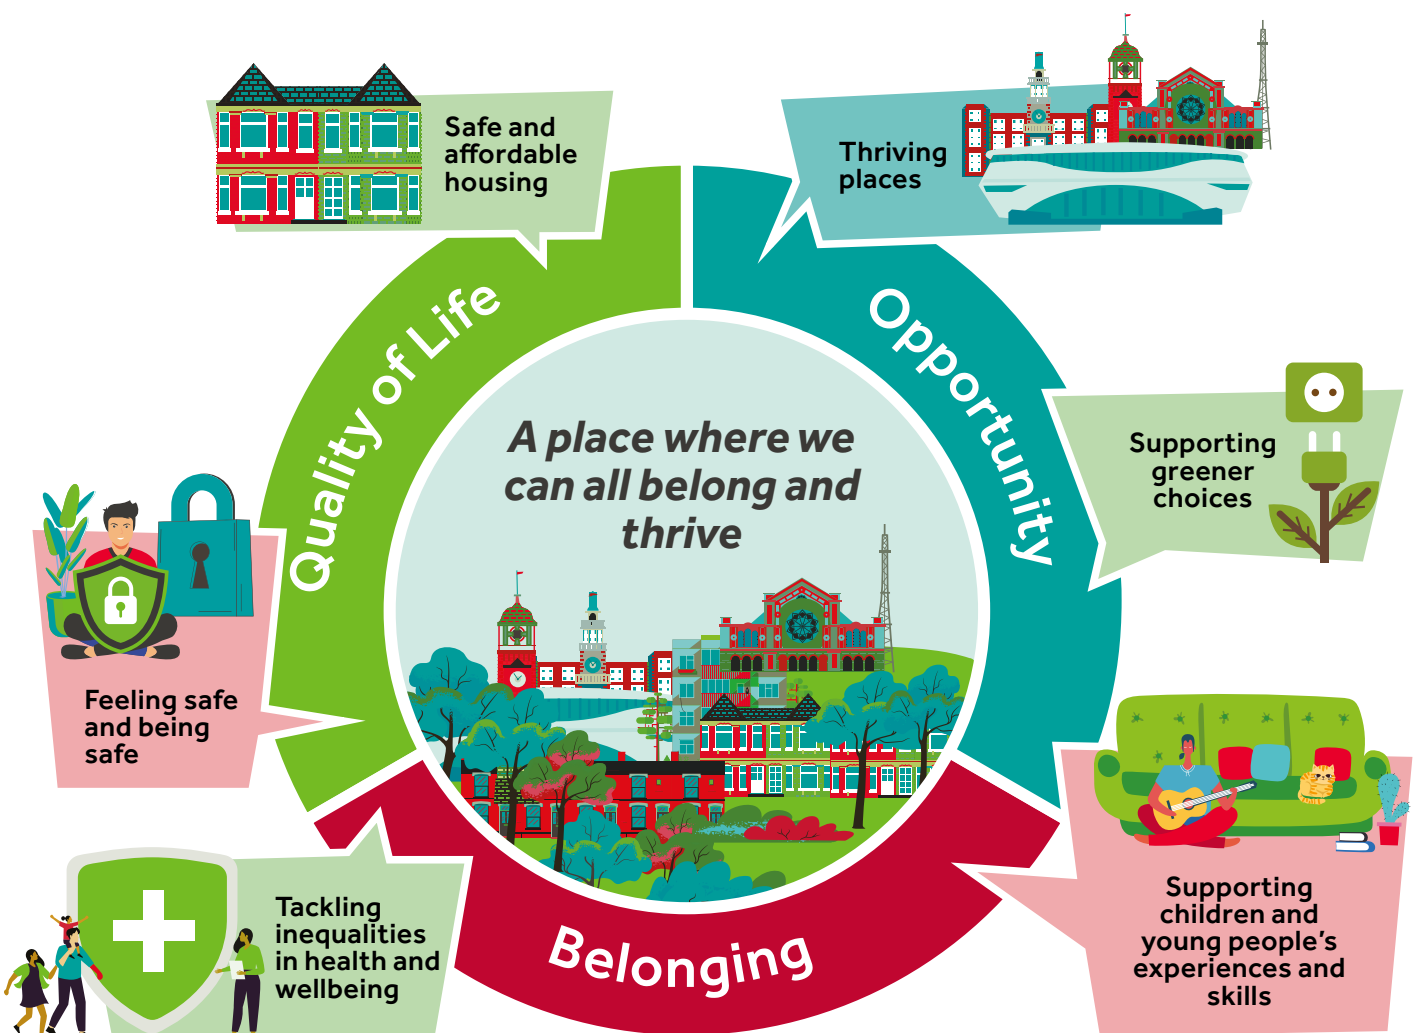 Safe and
affordable
housing
Thriving
places
Quality of Life
Opportunity
A place where we
can all belong and
thrive
Supporting
greener
choices
Feeling safe
and being
safe
Tackling
inequalities
in health and
wellbeing
Belonging
Supporting
children and
young people's
experiences and
skills